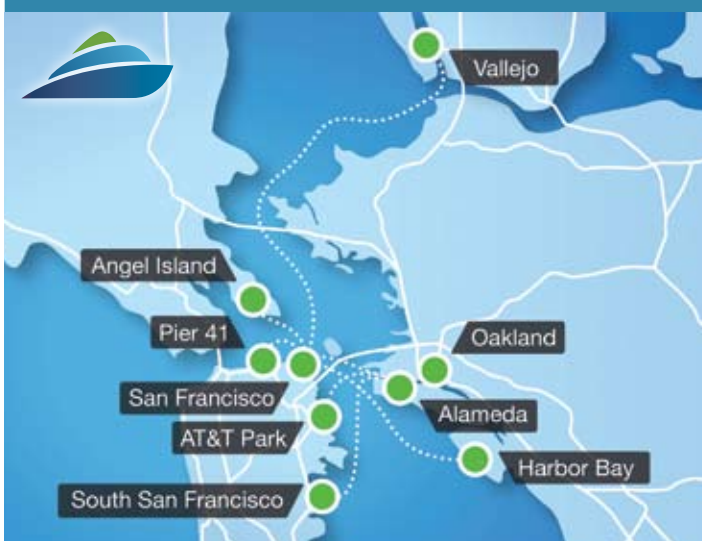 Vallejo
Angel Island
Pier 41
Oakland
San Francisco
Alameda
AT&T Park
Harbor Bay
South San Francisco